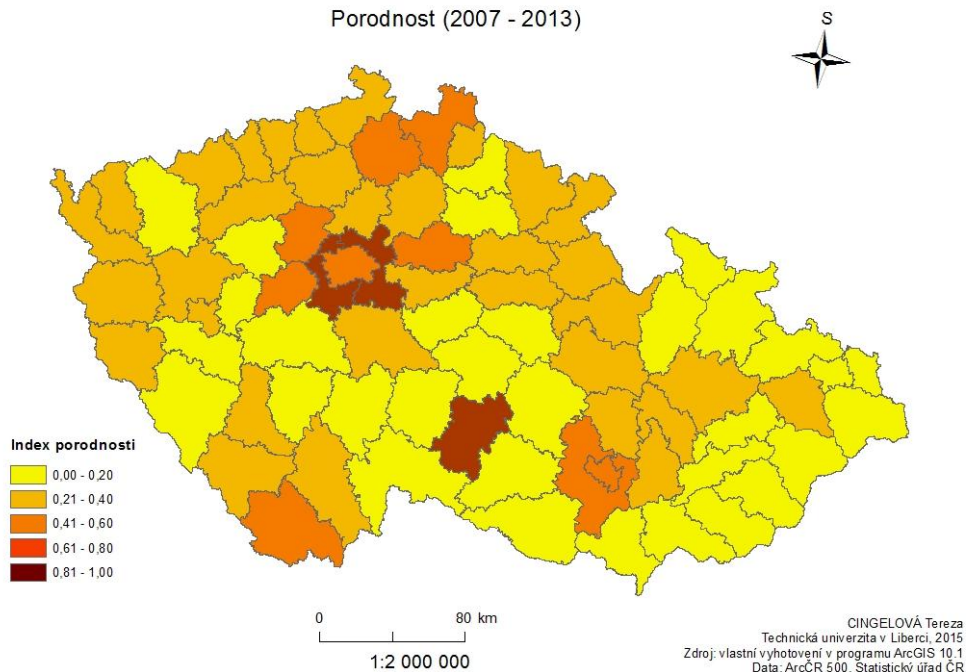 Porodnost (2007 - 2013)
S
Index porodnosti
0,00 - 0,20
0,21 - 0,40
0,41 - 0,60
0,61 - 0,80
0,81 - 1,00
0 80 km
1:2 000 000
CINGELOVÁ Tereza
Technická univerzita v Liberci, 2015
Zdroj: vlastní vyhotovení v programu ArcGIS 10.1
Data: ArcČR 500, Statistický úřad ČR